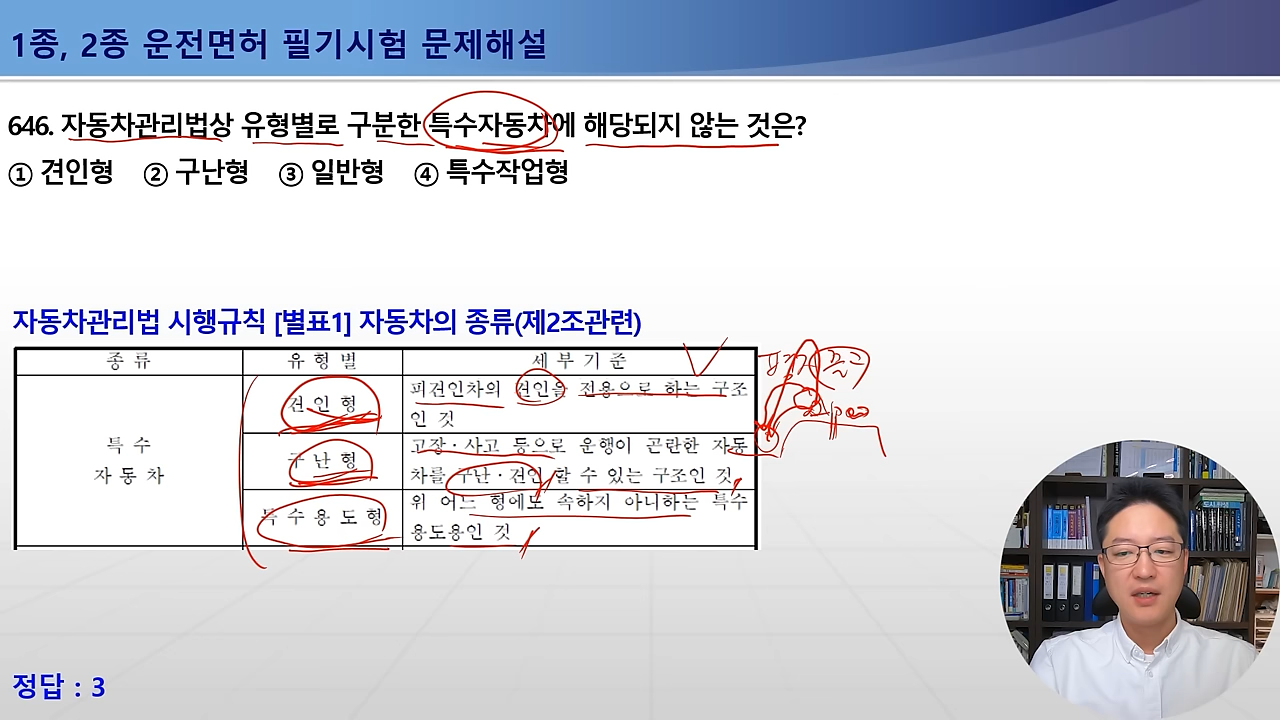 1종, 2종 운전면허 필기시험 문제해설
646. 자동차관리법상 유형별로 구분한 특수자동차에 해당되지 않는 것은?
① 견인형 ② 구난형 ③ 일반형 ④ 특수작업형
자동차관리법 시행규칙 [별표1] 자동차의 종류(제2조관련)
종 류 유 형 별 세 부 기 준
특 수
자 동 차
견 인 형
피견인차의 견인을 전용으로 하는 구조
인 것
구 난 형
고장·사고 등으로 운행이 곤란한 자동
차를 구난·견인 할 수 있는 구조인 것
특 수 용 도 형
위 어느 형에도 속하지 아니하는 특수
용도용인 것
정답 : 3